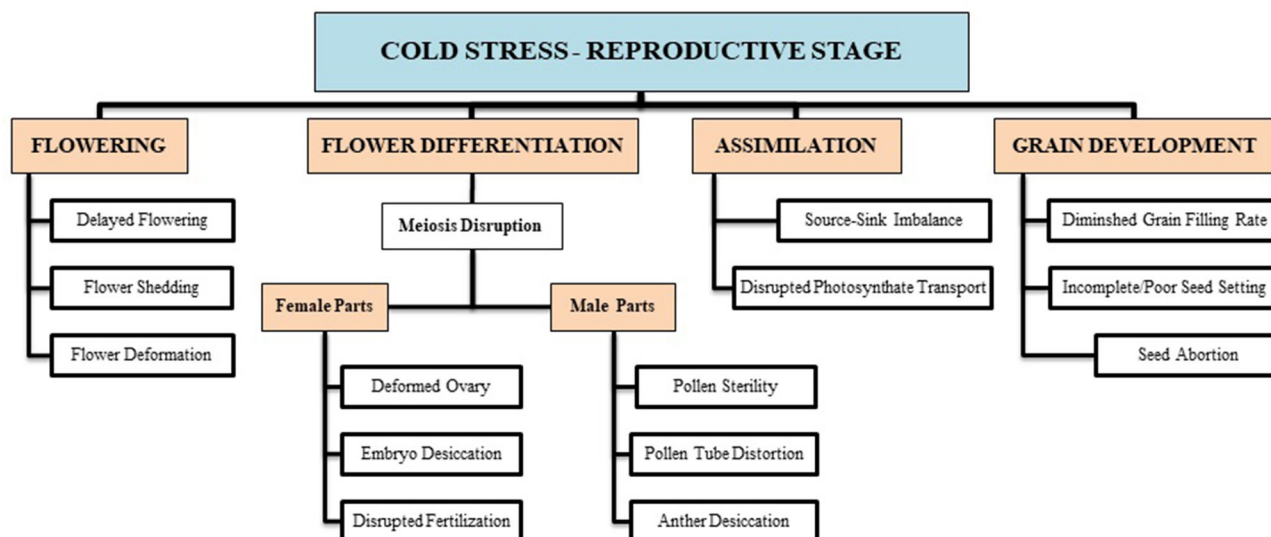 COLD STRESS - REPRODUCTIVE STAGE
FLOWERING
Delayed Flowering
Flower Shedding
Flower Deformation
FLOWER DIFFERENTIATION
Meiosis Disruption
Female Parts
Deformed Ovary
Embryo Desiccation
Disrupted Fertilization
Male Parts
Pollen Sterility
Pollen Tube Distortion
Anther Desiccation
ASSIMILATION
Source-Sink Imbalance
Disrupted Photosynthate Transport
GRAIN DEVELOPMENT
Diminshed Grain Filling Rate
Incomplete/Poor Seed Setting
Seed Abortion